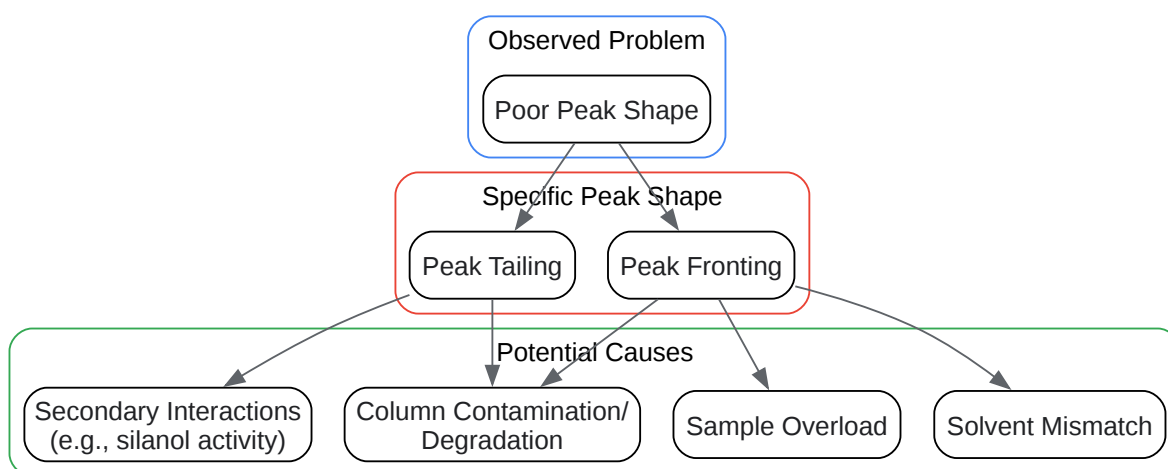 Observed Problem
Poor Peak Shape
Specific Peak Shape
Peak Tailing
Peak Fronting
Potential Causes
Secondary Interactions
(e.g., silanol activity)
Column Contamination/
Degradation
Sample Overload
Solvent Mismatch